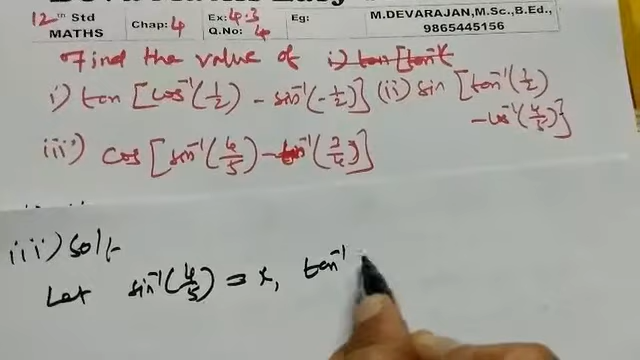 12th Std
MATHS
Chap: 4
Ex: 4.3
Q.No: 4
Eg:
M.DEVARAJAN,M.Sc.,B.Ed.,
9865445156
Find the value of
i) tan [cos⁻¹(1/2) - sin⁻¹(-1/2)] (ii) sin [tan⁻¹(1/2)
- cos⁻¹(4/5)]
iii) cos [sin⁻¹(4/5) - tan⁻¹(3/4)]
iii) Sol:-
Let sin⁻¹(4/5) = x, tan⁻¹